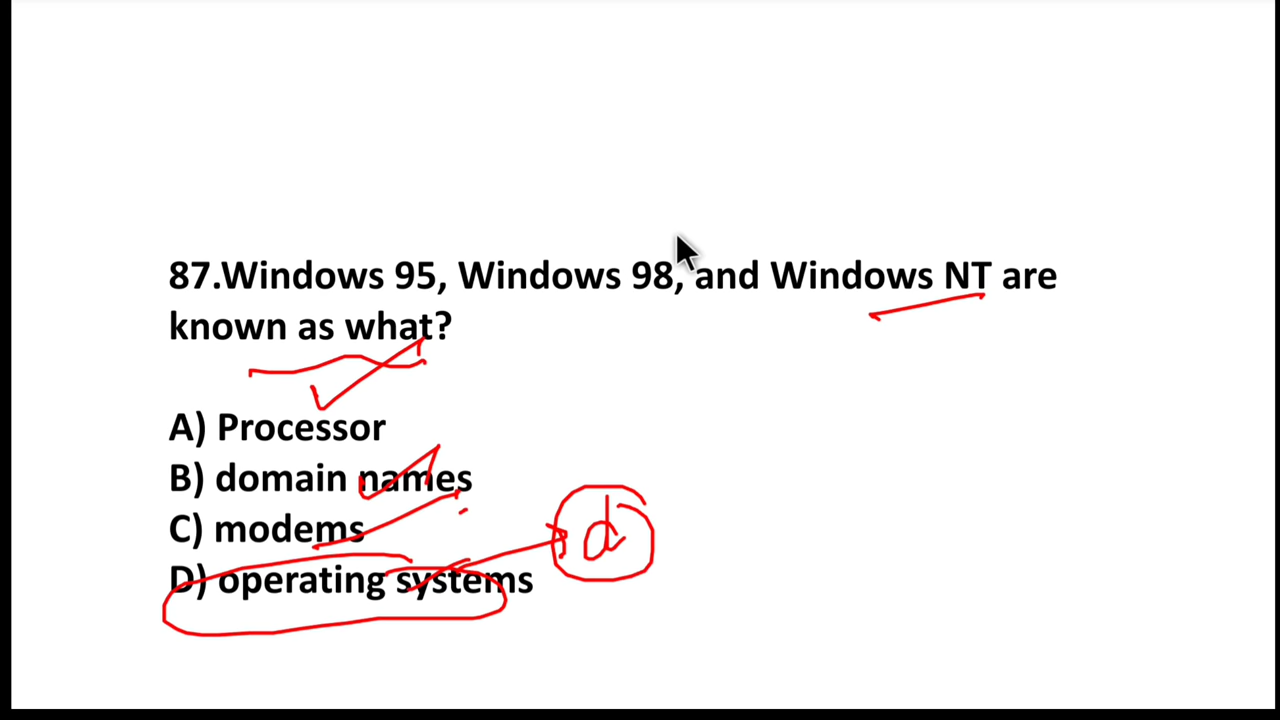 87.Windows 95, Windows 98, and Windows NT are
known as what?
A) Processor
B) domain names
C) modems
d
D) operating systems